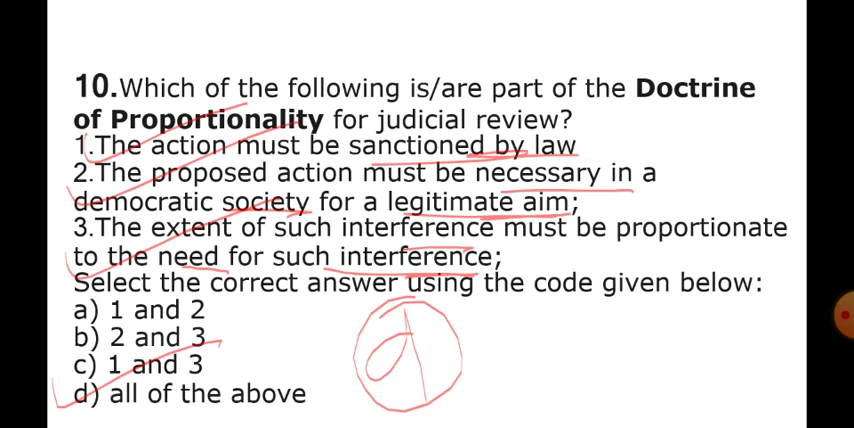 10.Which of the following is/are part of the Doctrine
of Proportionality for judicial review?
1.The action must be sanctioned by law
2.The proposed action must be necessary in a
democratic society for a legitimate aim;
3.The extent of such interference must be proportionate
to the need for such interference;
Select the correct answer using the code given below:
a) 1 and 2
b) 2 and 3
c) 1 and 3
d) all of the above
d